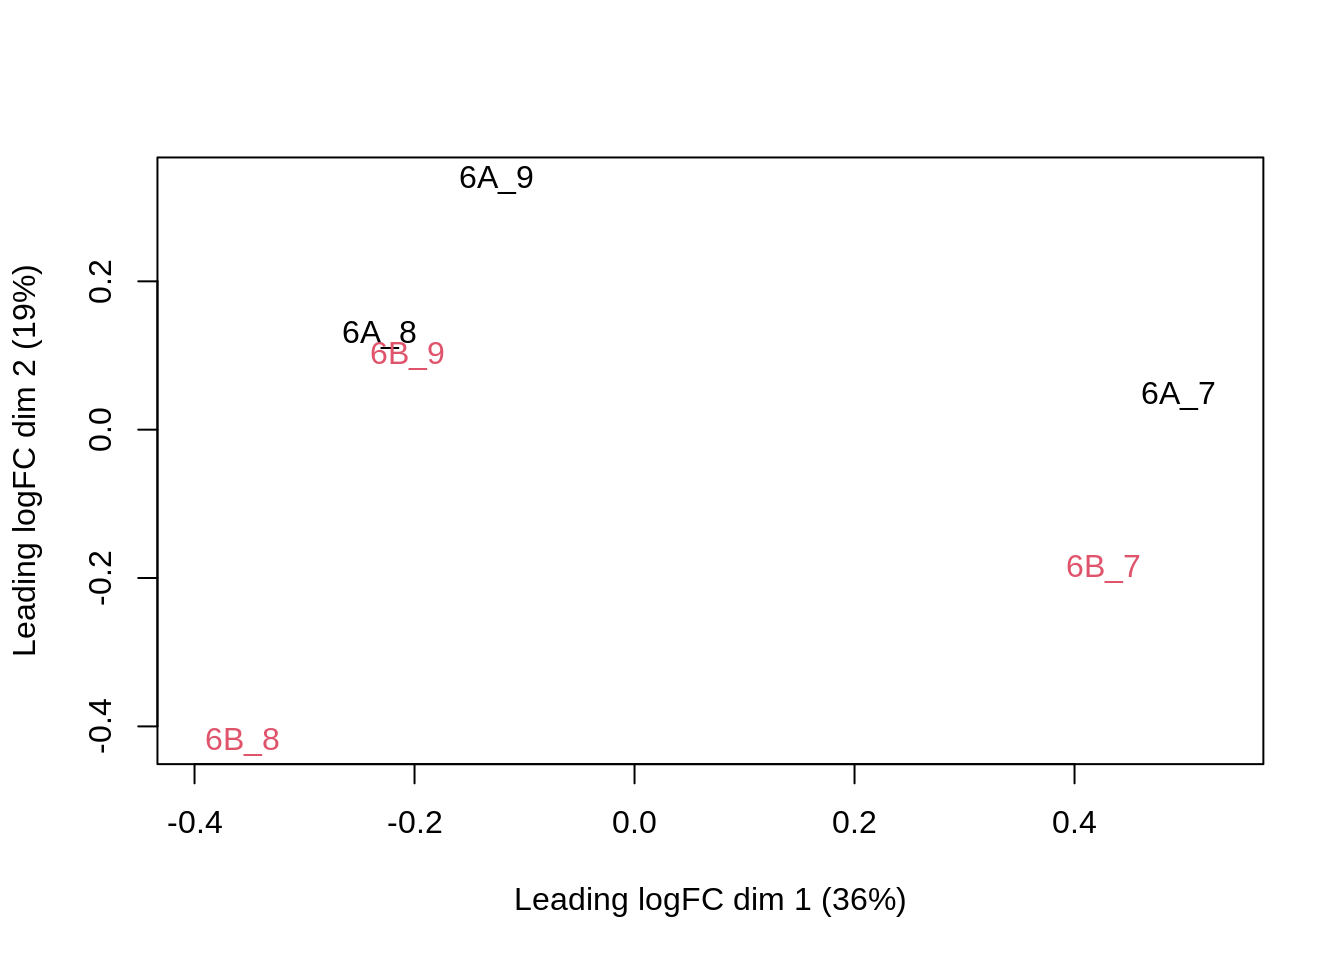 6A_9
6A_8
6B_9
6A_7
6B_7
6B_8
Leading logFC dim 2 (19%)
0.2
0.0
-0.2
-0.4
-0.4 -0.2 0.0 0.2 0.4
Leading logFC dim 1 (36%)